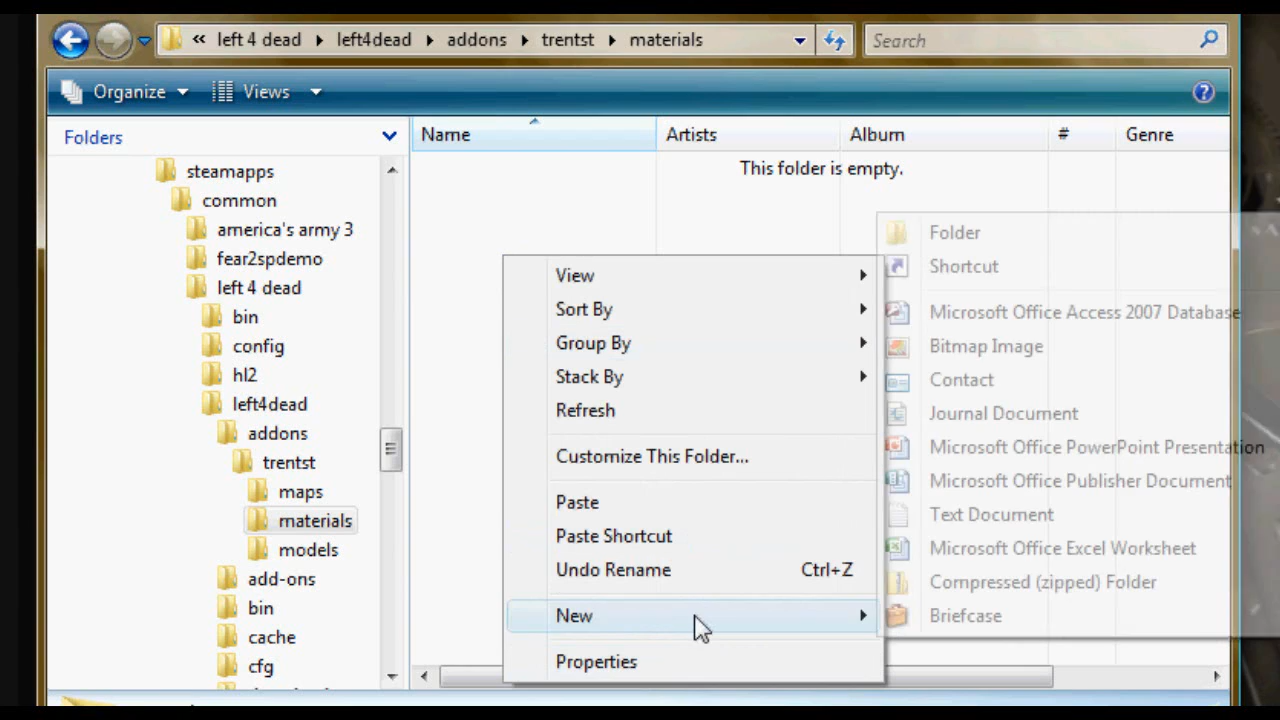 « left 4 dead left4dead addons trentst materials Search
Organize Views
Folders
Name Artists Album # Genre
This folder is empty.
steamapps
common
america's army 3
fear2spdemo
left 4 dead
bin
config
hl2
left4dead
addons
trentst
maps
materials
models
add-ons
bin
cache
cfg
View
Sort By
Group By
Stack By
Refresh
Customize This Folder...
Paste
Paste Shortcut
Undo Rename Ctrl+Z
New
Properties
Folder
Shortcut
Microsoft Office Access 2007 Database
Bitmap Image
Contact
Journal Document
Microsoft Office PowerPoint Presentation
Microsoft Office Publisher Document
Text Document
Microsoft Office Excel Worksheet
Compressed (zipped) Folder
Briefcase